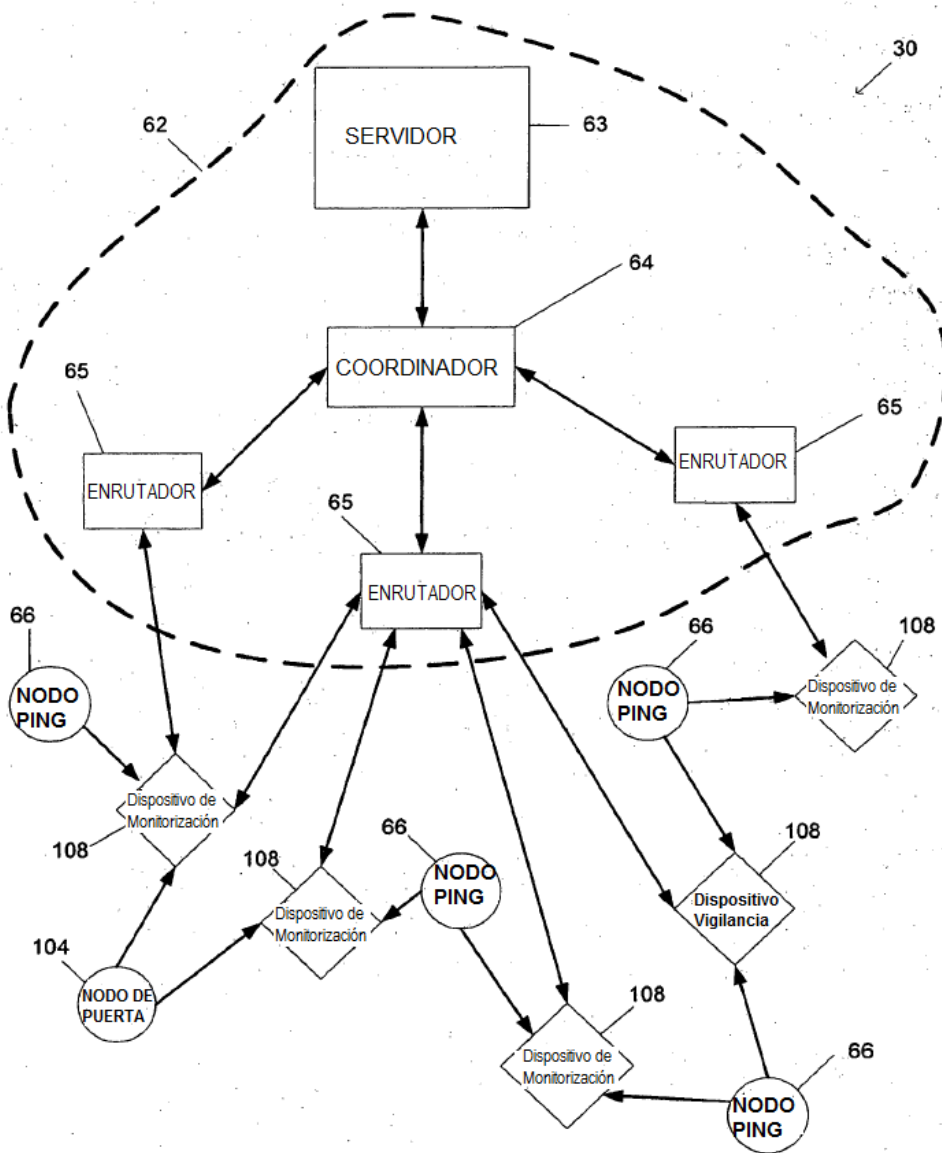 30
62
SERVIDOR
63
64
COORDINADOR
65
65
ENRUTADOR
ENRUTADOR
65
ENRUTADOR
66
66
108
NODO
PING
NODO
PING
Dispositivo de
Monitorización
Dispositivo de
Monitorización
108
66
108
108
NODO
PING
Dispositivo
Vigilancia
Dispositivo de
Monitorización
104
NODO DE
PUERTA
108
Dispositivo de
Monitorización
66
NODO
PING